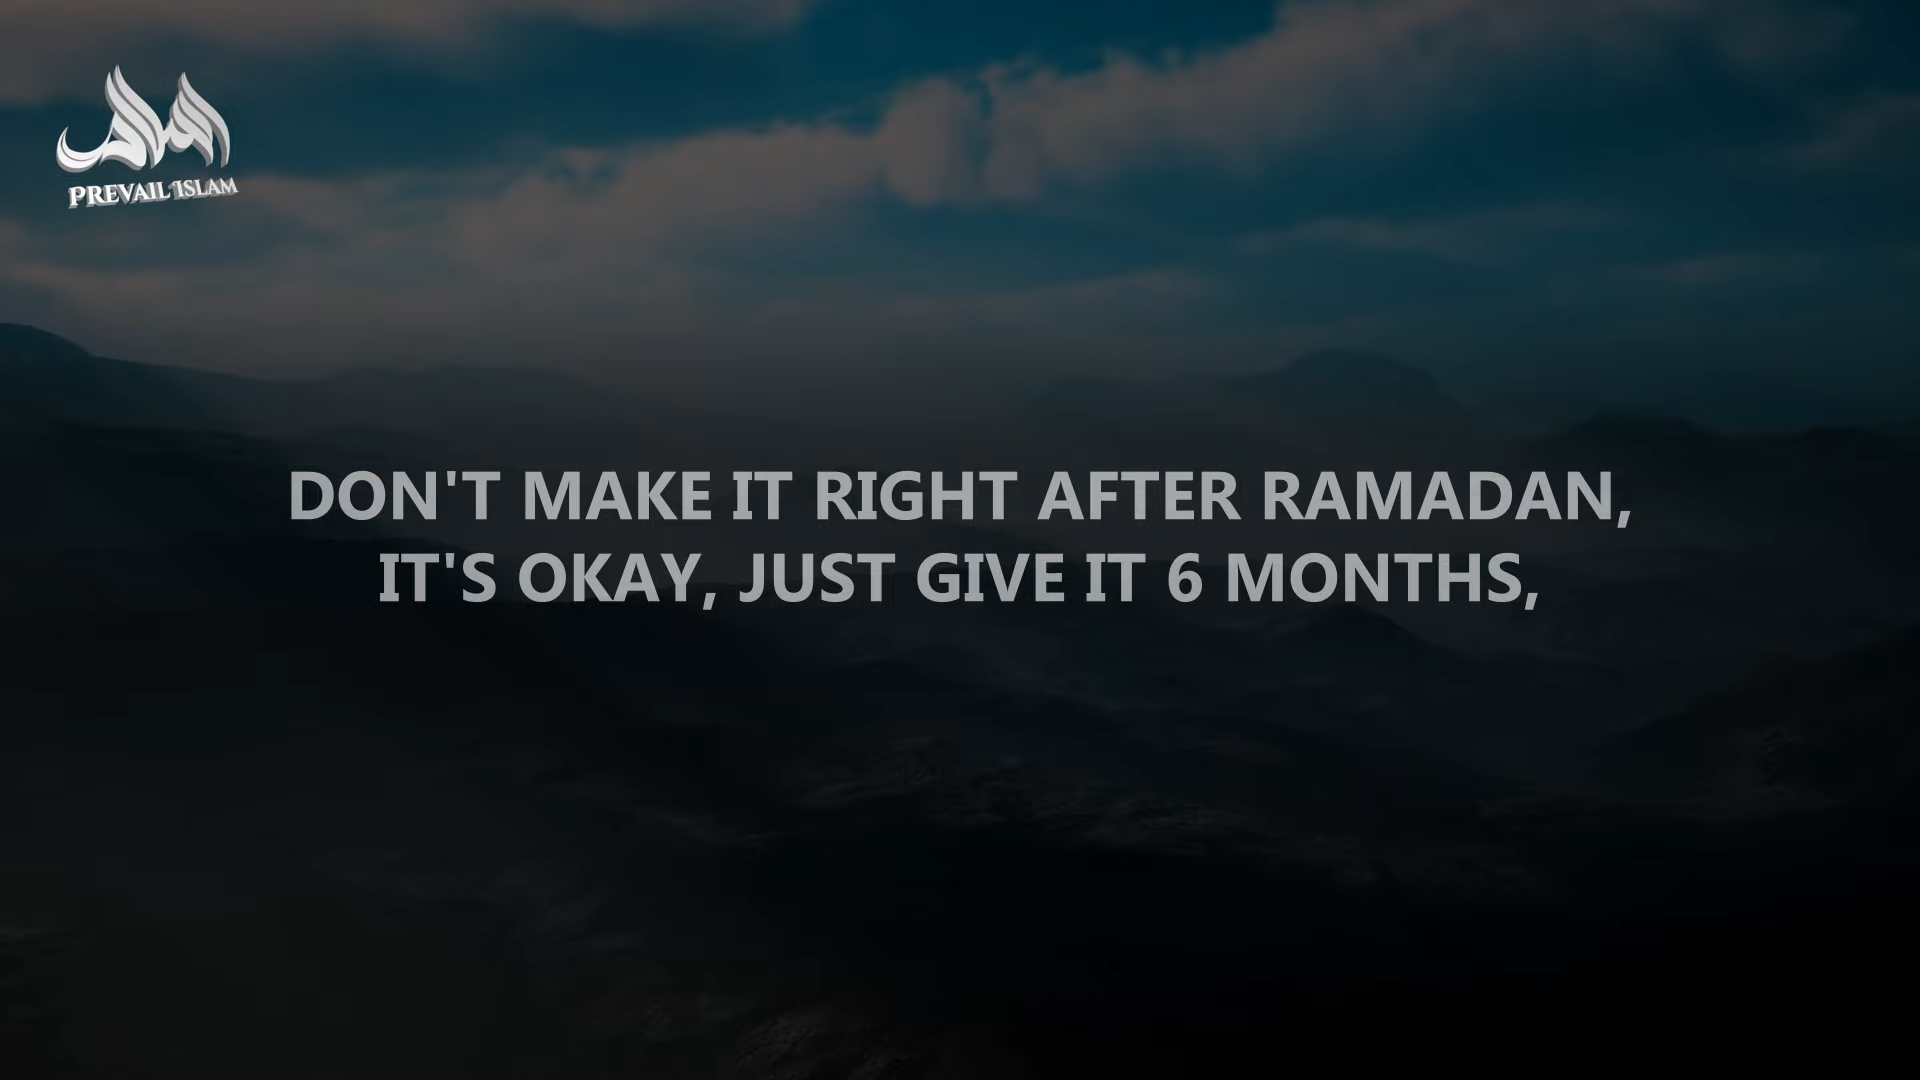 PREVAIL ISLAM
DON'T MAKE IT RIGHT AFTER RAMADAN,
IT'S OKAY, JUST GIVE IT 6 MONTHS,